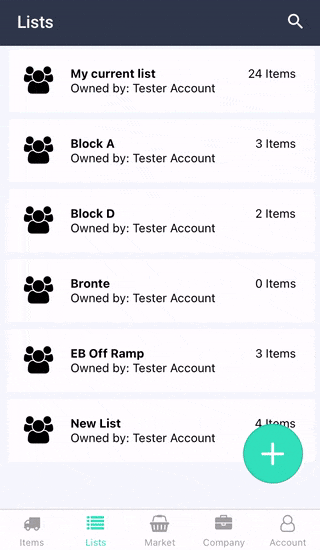 Lists
My current list 24 Items
Owned by: Tester Account
Block A 3 Items
Owned by: Tester Account
Block D 2 Items
Owned by: Tester Account
Bronte 0 Items
Owned by: Tester Account
EB Off Ramp 3 Items
Owned by: Tester Account
New List 4 Items
Owned by: Tester Account
Items Lists Market Company Account